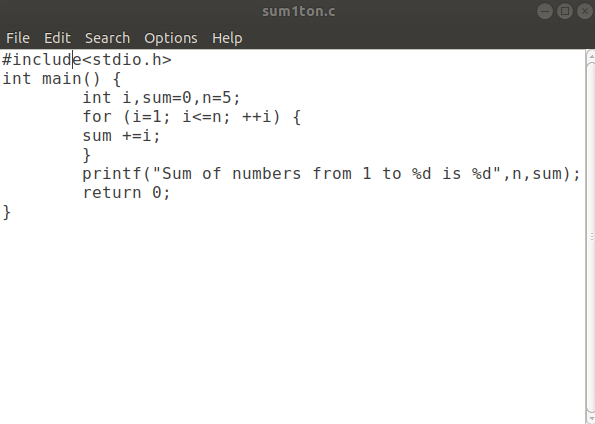 sum1ton.c
File Edit Search Options Help
#include<stdio.h>
int main() {
        int i,sum=0,n=5;
        for (i=1; i<=n; ++i) {
        sum +=i;
        }
        printf("Sum of numbers from 1 to %d is %d",n,sum);
        return 0;
}